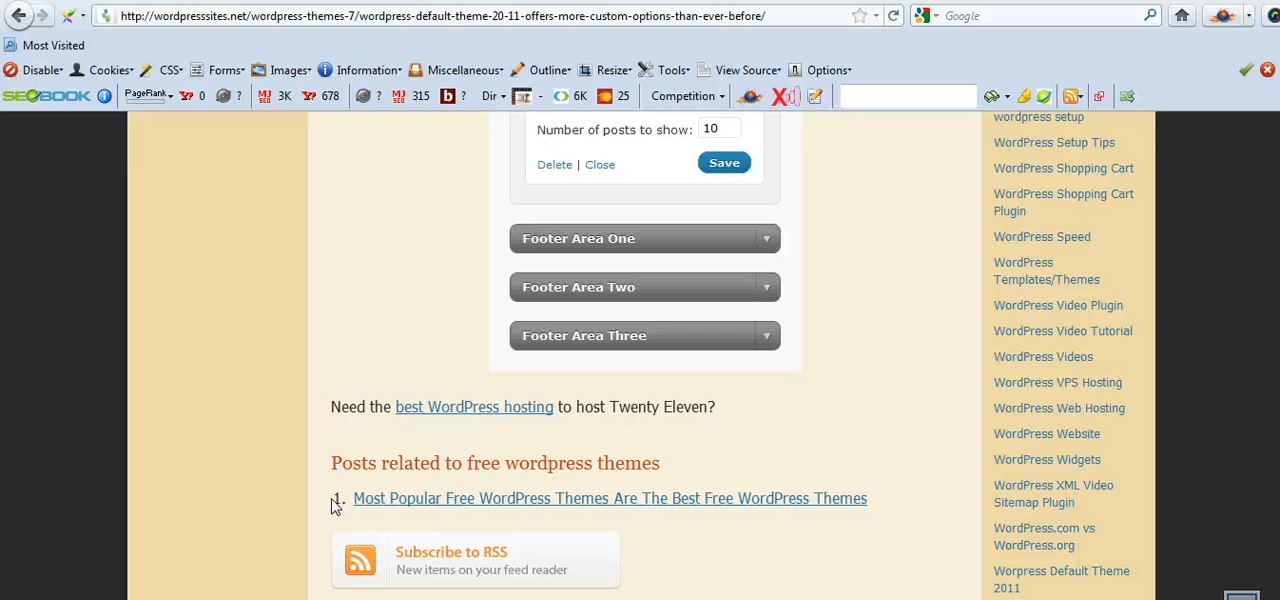 http://wordpresssites.net/wordpress-themes-7/wordpress-default-theme-20-11-offers-more-custom-options-than-ever-before/
Google
Most Visited
Disable Cookies CSS Forms Images Information Miscellaneous Outline Resize Tools View Source Options
SEOBOOK PageRank 0 ? 3K 678 ? 315 ? Dir - 6K 25 Competition
Number of posts to show: 10
Delete | Close Save
Footer Area One
Footer Area Two
Footer Area Three
Need the best WordPress hosting to host Twenty Eleven?
Posts related to free wordpress themes
1. Most Popular Free WordPress Themes Are The Best Free WordPress Themes
Subscribe to RSS
New items on your feed reader
wordpress setup
WordPress Setup Tips
WordPress Shopping Cart
WordPress Shopping Cart
Plugin
WordPress Speed
WordPress
Templates/Themes
WordPress Video Plugin
WordPress Video Tutorial
WordPress Videos
WordPress VPS Hosting
WordPress Web Hosting
WordPress Website
WordPress Widgets
WordPress XML Video
Sitemap Plugin
WordPress.com vs
WordPress.org
Worpress Default Theme
2011